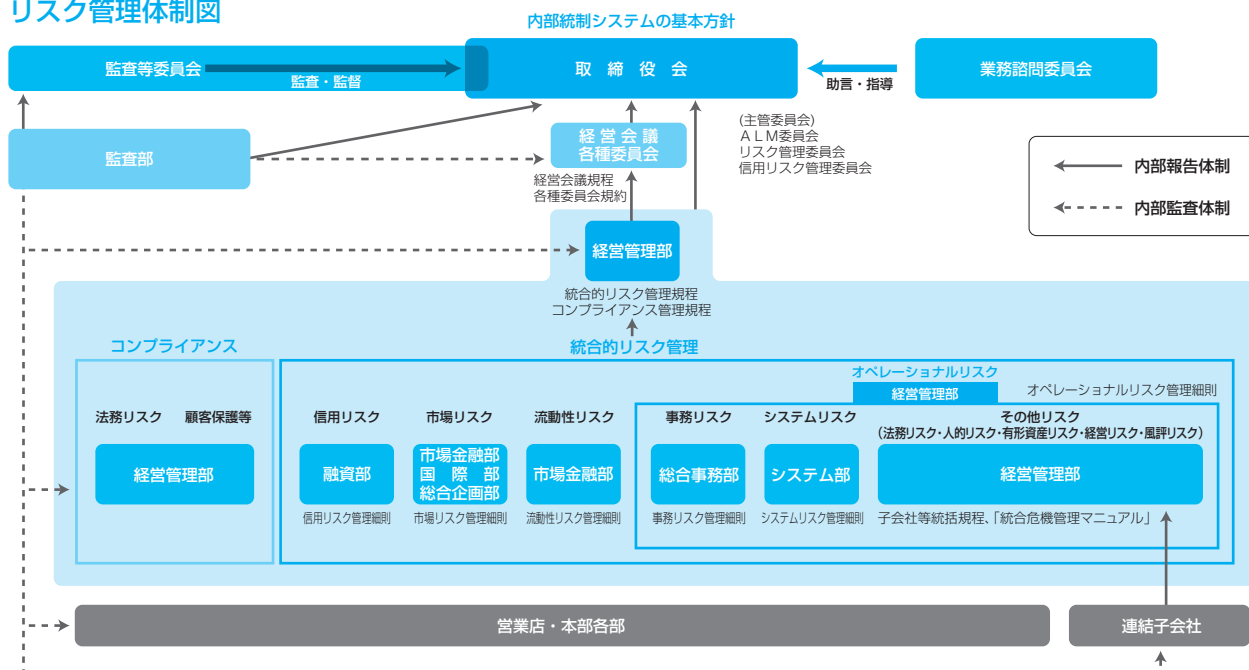 リスク管理体制図
内部統制システムの基本方針
監査等委員会
監査・監督
取締役会
助言・指導
業務諮問委員会
監査部
経営会議
各種委員会
(主管委員会)
ALM委員会
リスク管理委員会
信用リスク管理委員会
内部報告体制
内部監査体制
経営会議規程
各種委員会規約
経営管理部
統合的リスク管理規程
コンプライアンス管理規程
コンプライアンス
統合的リスク管理
オペレーショナルリスク
経営管理部
オペレーショナルリスク管理細則
法務リスク 顧客保護等
経営管理部
信用リスク
融資部
信用リスク管理細則
市場リスク
市場金融部
国際部
総合企画部
市場リスク管理細則
流動性リスク
市場金融部
流動性リスク管理細則
事務リスク
総合事務部
事務リスク管理細則
システムリスク
システム部
システムリスク管理細則
その他リスク
(法務リスク・人的リスク・有形資産リスク・経営リスク・風評リスク)
経営管理部
子会社等統括規程、「統合危機管理マニュアル」
営業店・本部各部
連結子会社